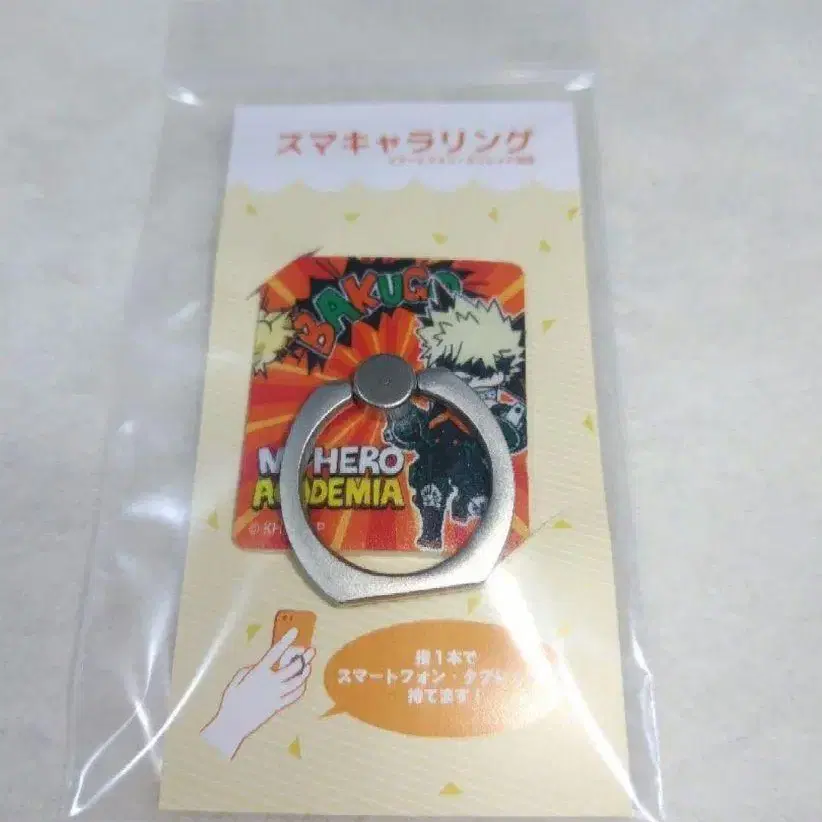 スマキャラリング
BAKUGO
MY HERO
ACADEMIA
指1本で
スマートフォン・タブレ
持てます!